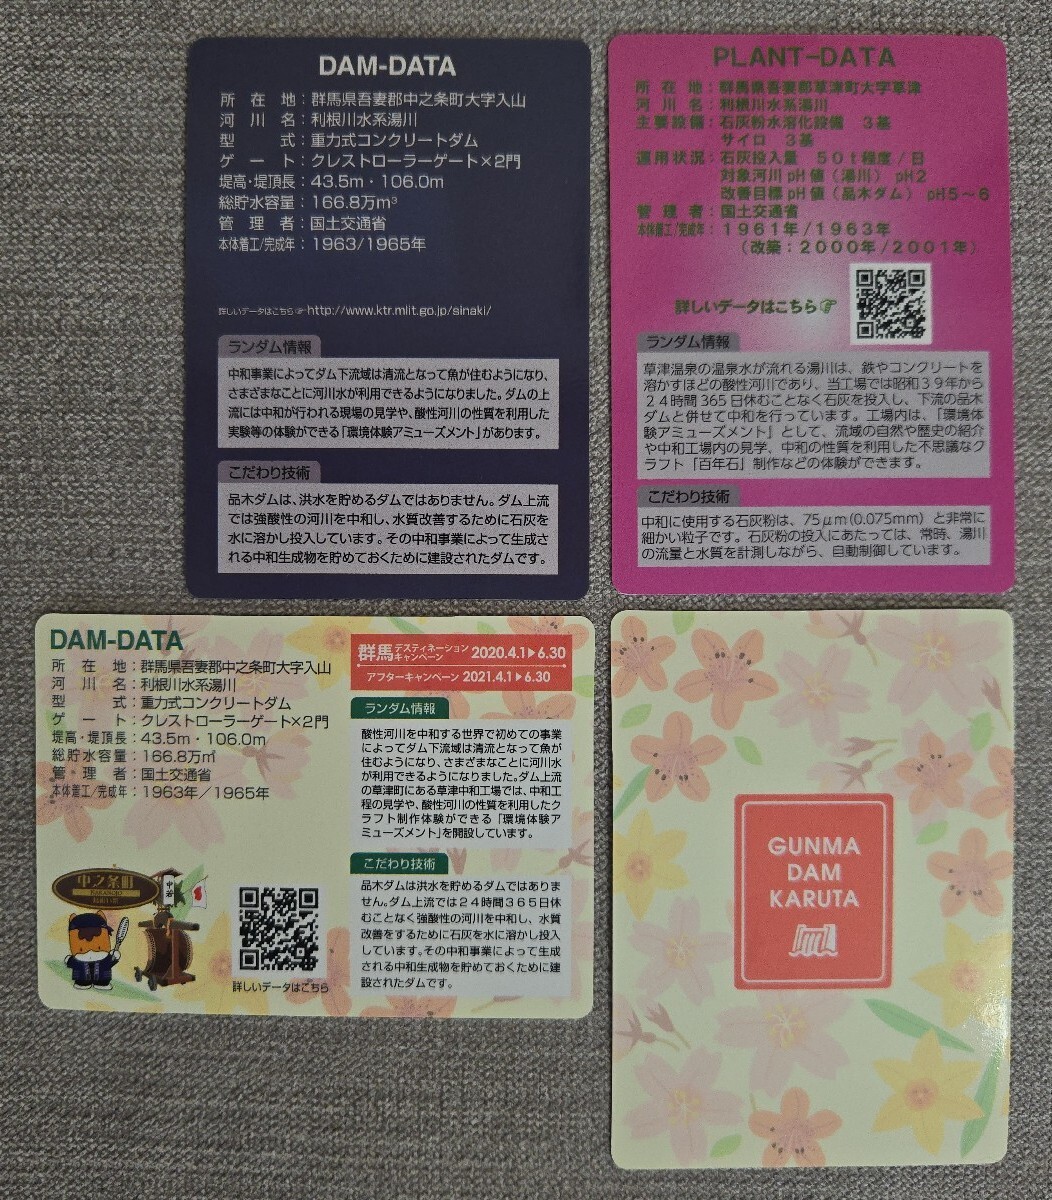 DAM-DATA
所在地：群馬県吾妻郡中之条町大字入山
河川名：利根川水系湯川
型式：重力式コンクリートダム
ゲート：クレストローラーゲート×2門
堤高・堤頂長：43.5m・106.0m
総貯水容量：166.8万m³
管理者：国土交通省
本体着工/完成年：1963/1965年
詳しいデータはこちら☞http://www.ktr.mlit.go.jp/sinaki/
ランダム情報
中和事業によってダム下流域は清流となって魚が住むようになり、
さまざまなことに河川水が利用できるようになりました。ダムの上
流には中和が行われる現場の見学や、酸性河川の性質を利用した
実験等の体験ができる「環境体験アミューズメント」があります。
こだわり技術
品木ダムは、洪水を貯めるダムではありません。ダム上流
では強酸性の河川を中和し、水質改善するために石灰を
水に溶かし投入しています。その中和事業によって生成さ
れる中和生成物を貯めておくために建設されたダムです。
PLANT-DATA
所在地：群馬県吾妻郡草津町大字草津
河川名：利根川水系湯川
主要設備：石灰粉水溶化設備 3基
サイロ 3基
運用状況：石灰投入量 50t程度/日
対象河川pH値（湯川） pH2
改善目標pH値（品木ダム） pH5～6
管理者：国土交通省
本体着工/完成年：1961年/1963年
（改築：2000年/2001年）
詳しいデータはこちら☞
ランダム情報
草津温泉の温泉水が流れる湯川は、鉄やコンクリートを
溶かすほどの酸性河川であり、当工場では昭和39年から
24時間365日休むことなく石灰を投入し、下流の品木
ダムと併せて中和を行っています。工場内は、「環境体
験アミューズメント」として、流域の自然や歴史の紹介
や中和工場内の見学、中和の性質を利用した不思議なク
ラフト「百年石」制作などの体験ができます。
こだわり技術
中和に使用する石灰粉は、75μm(0.075mm) と非常に
細かい粒子です。石灰粉の投入にあたっては、常時、湯川
の流量と水質を計測しながら、自動制御しています。
DAM-DATA
所在地：群馬県吾妻郡中之条町大字入山
河川名：利根川水系湯川
型式：重力式コンクリートダム
ゲート：クレストローラーゲート×2門
堤高・堤頂長：43.5m・106.0m
総貯水容量：166.8万㎥
管理者：国土交通省
本体着工/完成年：1963年／1965年
中之条町
NAKANOJO
中若
詳しいデータはこちら
群馬デスティネーションキャンペーン 2020.4.1▶6.30
アフターキャンペーン 2021.4.1▶6.30
ランダム情報
酸性河川を中和する世界で初めての事業
によってダム下流域は清流となって魚が
住むようになり、さまざまなことに河川水
が利用できるようになりました。ダム上流
の草津町にある草津中和工場では、中和工
程の見学や、酸性河川の性質を利用したク
ラフト制作体験ができる「環境体験ア
ミューズメント」を開設しています。
こだわり技術
品木ダムは洪水を貯めるダムではありま
せん。ダム上流では24時間365日休
むことなく強酸性の河川を中和し、水質
改善をするために石灰を水に溶かし投入
しています。その中和事業によって生成
される中和生成物を貯めておくために建
設されたダムです。
GUNMA
DAM
KARUTA